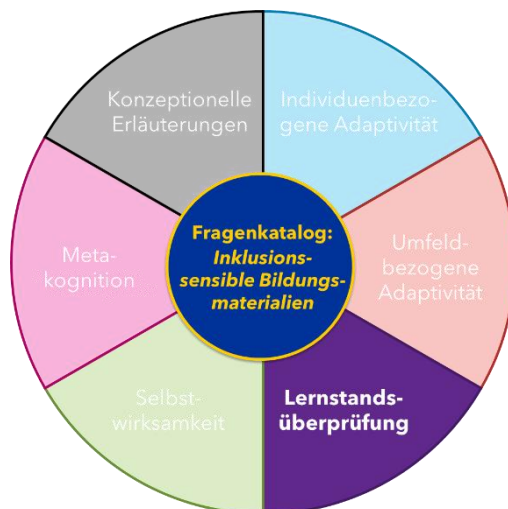 Konzeptionelle
Erläuterungen
Individuenbezo-
gene Adaptivität
Umfeld-
bezogene
Adaptivität
Lernstands-
überprüfung
Selbst-
wirksamkeit
Meta-
kognition
Fragenkatalog:
Inklusions-
sensible Bildungs-
materialien